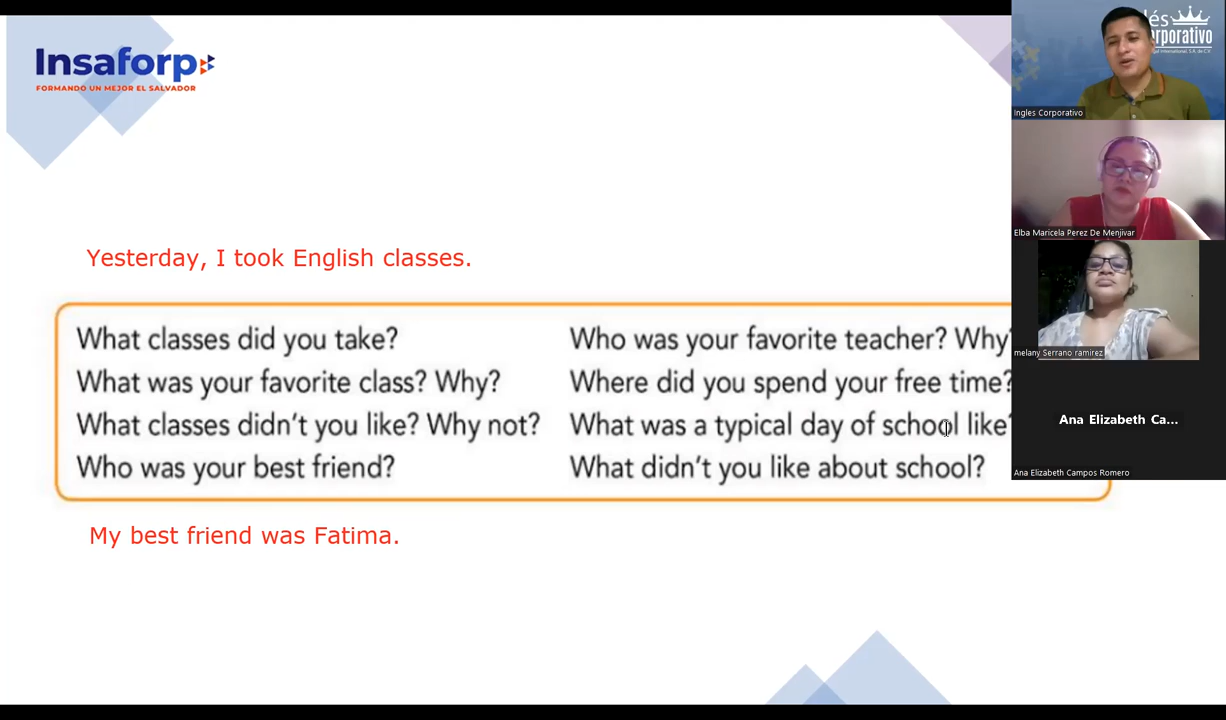 Insaforp
FORMANDO UN MEJOR EL SALVADOR
Yesterday, I took English classes.
What classes did you take?
What was your favorite class? Why?
What classes didn't you like? Why not?
Who was your best friend?
Who was your favorite teacher? Why?
Where did you spend your free time?
What was a typical day of school like?
What didn't you like about school?
My best friend was Fatima.
Ingles Corporativo
Elba Maricela Perez De Menjivar
melany Serrano ramirez
Ana Elizabeth Ca...
Ana Elizabeth Campos Romero